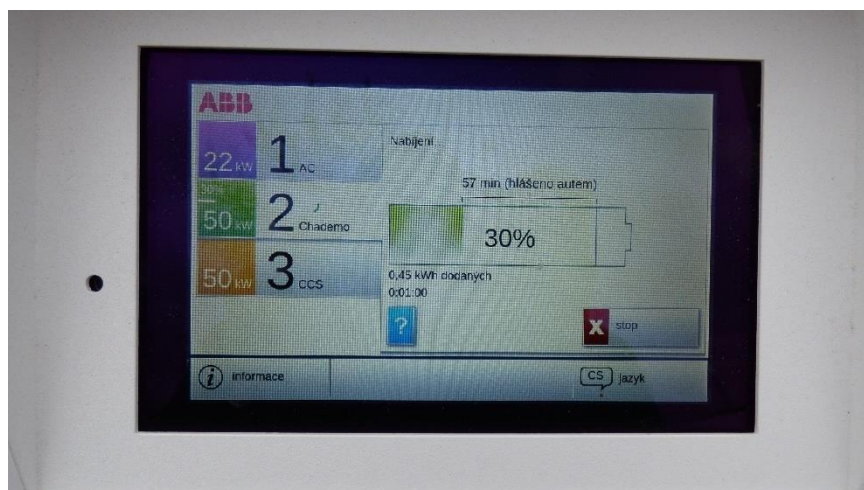 ABB
22 kW 1 AC
30%
50 kW 2 Chademo
50 kW 3 CCS
Nabíjení
57 min (hlášeno autem)
30%
0,45 kWh dodaných
0:01:00
?
X stop
i informace
CS jazyk